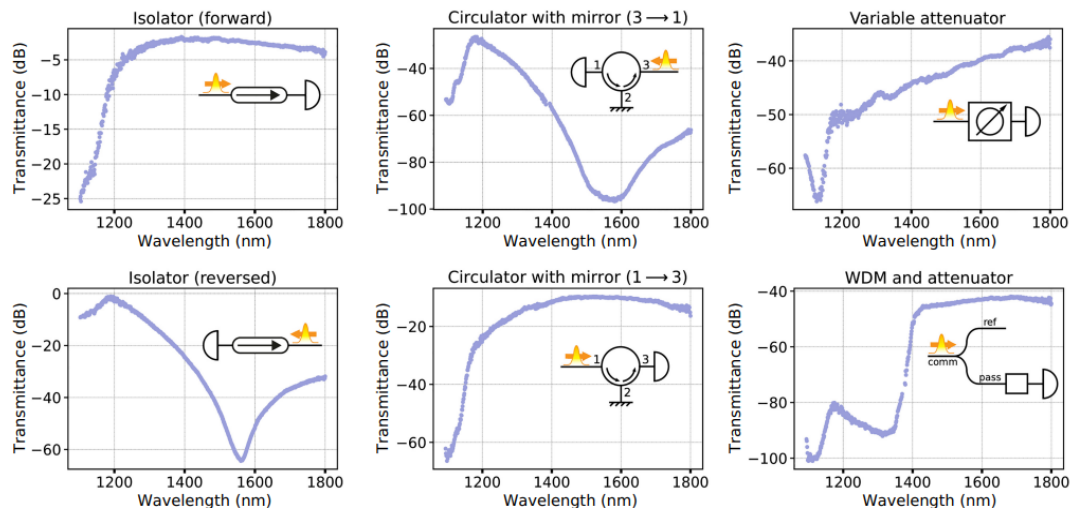 Isolator (forward)
Transmittance (dB)
−5
−10
−15
−20
−25
1200 1400 1600 1800
Wavelength (nm)
Circulator with mirror (3 ⟶ 1)
Transmittance (dB)
−40
−60
−80
−100
1200 1400 1600 1800
Wavelength (nm)
1 3
2
Variable attenuator
Transmittance (dB)
−40
−50
−60
1200 1400 1600 1800
Wavelength (nm)
Isolator (reversed)
Transmittance (dB)
0
−20
−40
−60
1200 1400 1600 1800
Wavelength (nm)
Circulator with mirror (1 ⟶ 3)
Transmittance (dB)
−20
−40
−60
1200 1400 1600 1800
Wavelength (nm)
1 3
2
WDM and attenuator
Transmittance (dB)
−40
−60
−80
−100
1200 1400 1600 1800
Wavelength (nm)
ref
comm
pass